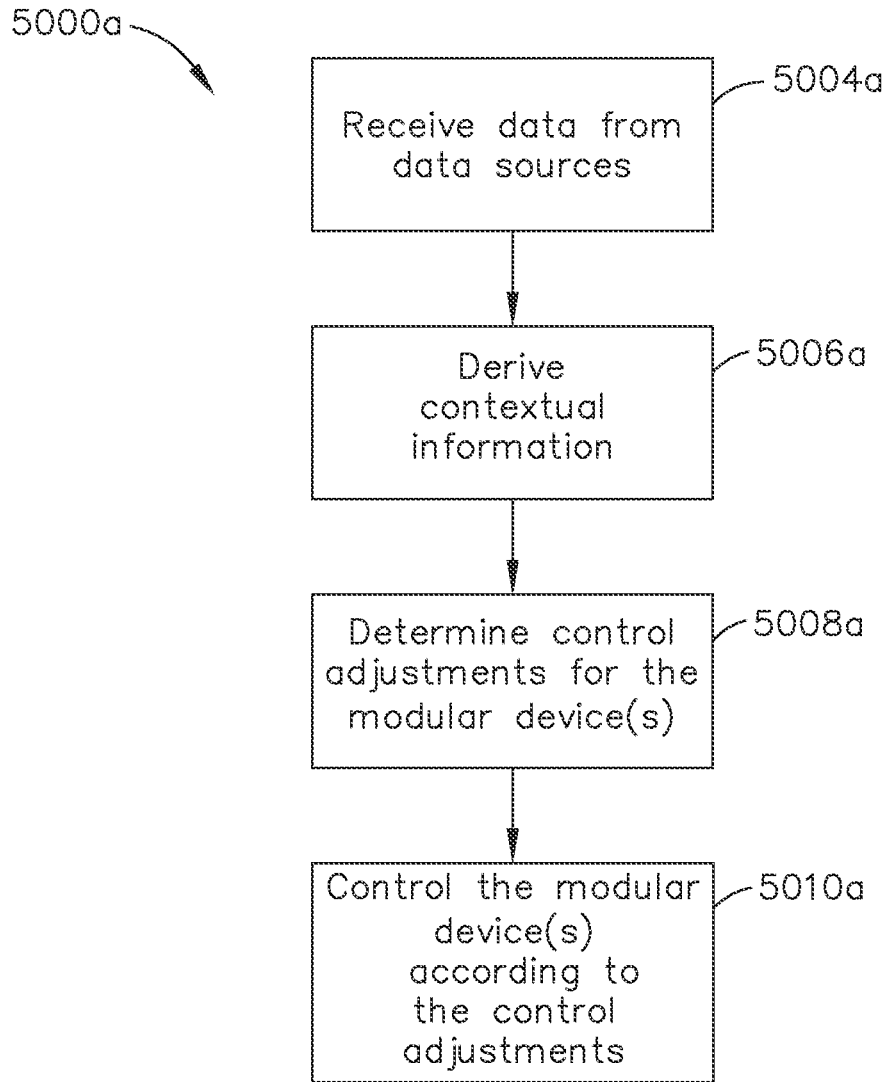 5000a
5004a
Receive data from
data sources
5006a
Derive
contextual
information
5008a
Determine control
adjustments for the
modular device(s)
5010a
Control the modular
device(s)
according to
the control
adjustments